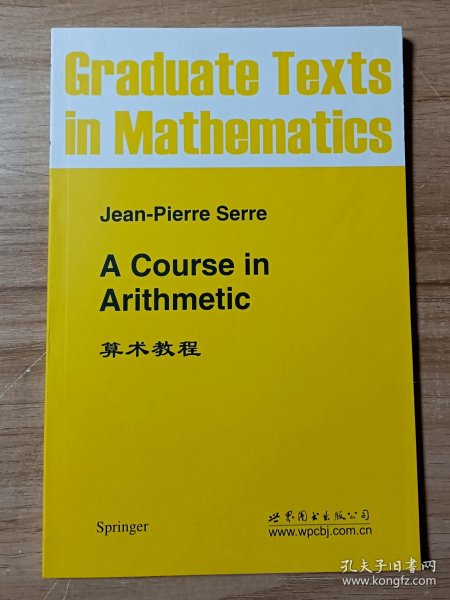 Graduate Texts
in Mathematics
Jean-Pierre Serre
A Course in
Arithmetic
算术教程
Springer
世界图书出版公司
www.wpcbj.com.cn
孔夫子旧书网
www.kongfz.com